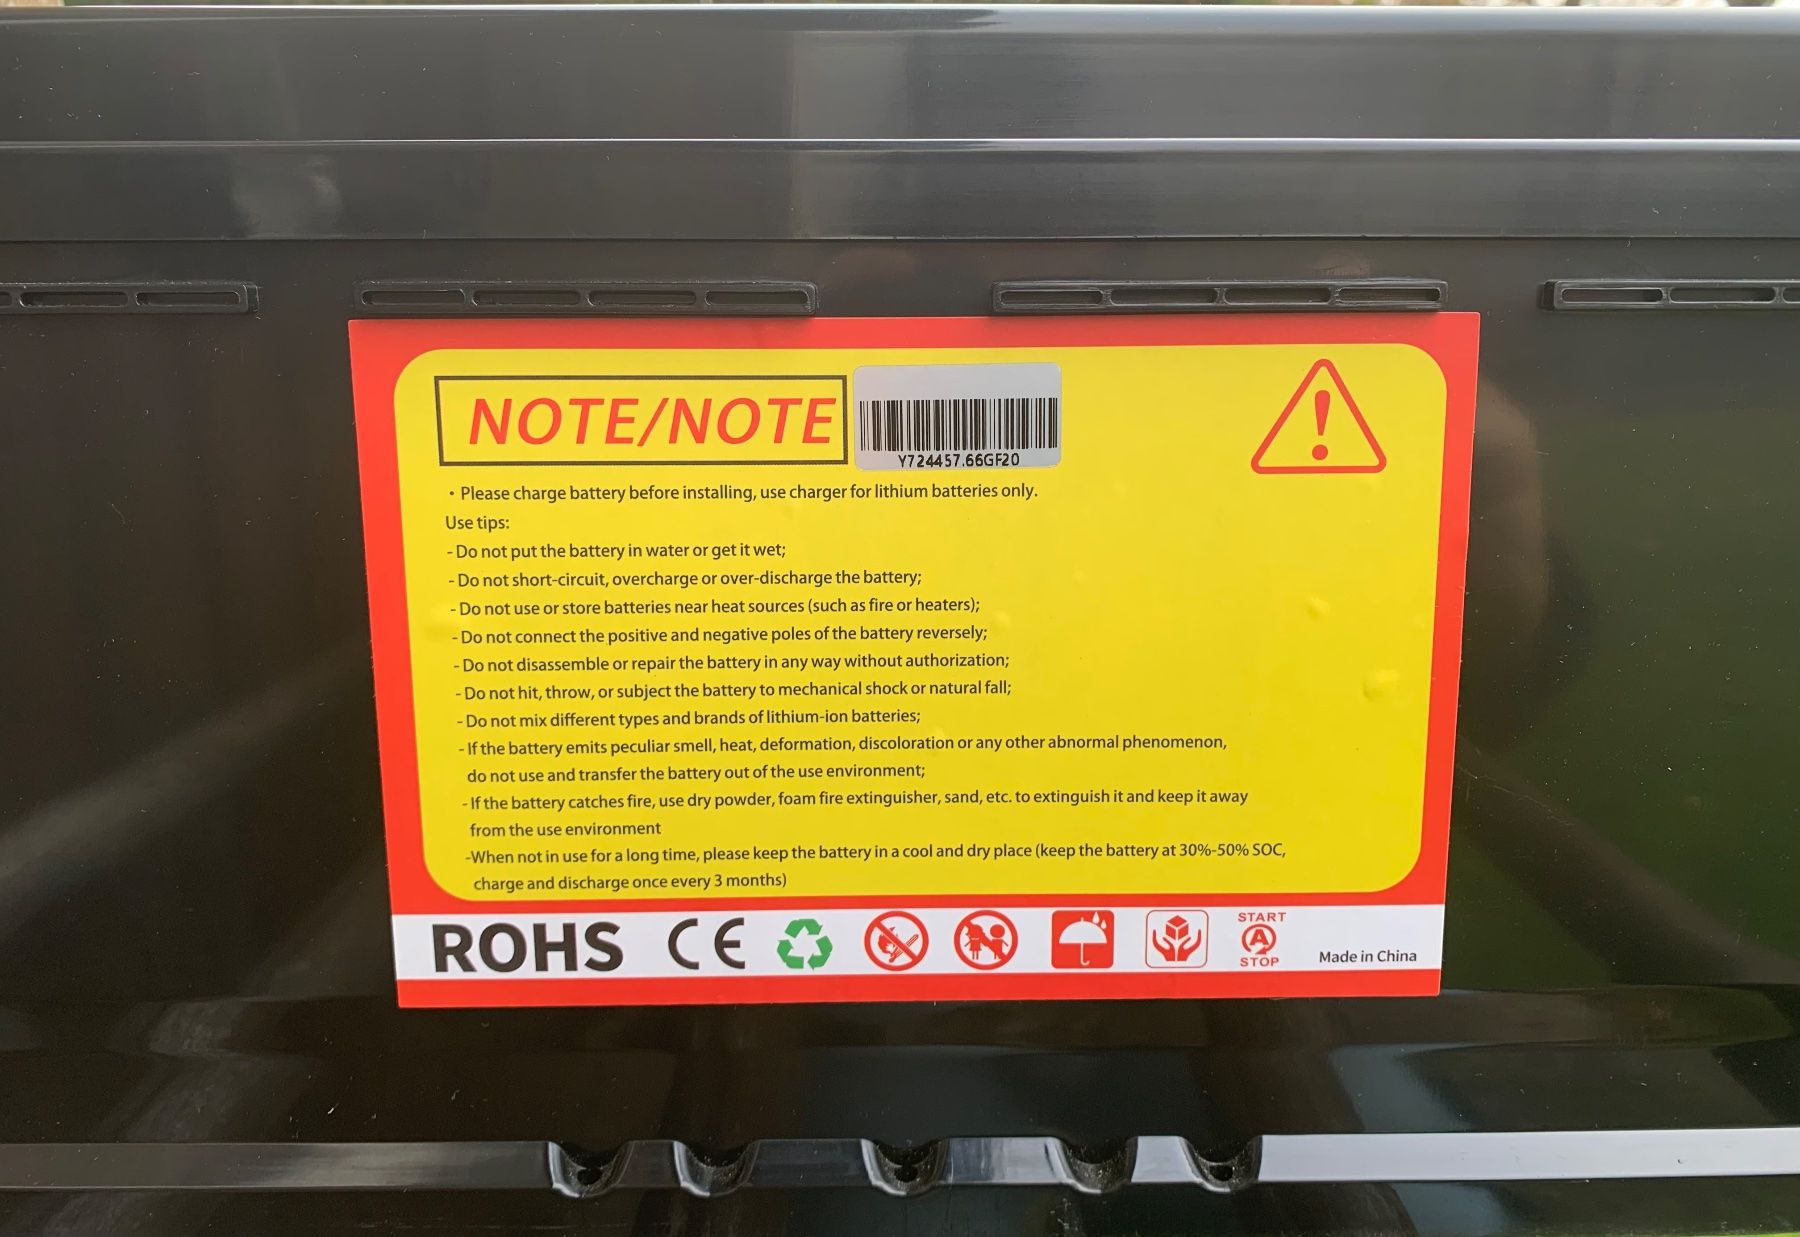 NOTE/NOTE
Y724457.66GF20
· Please charge battery before installing, use charger for lithium batteries only.
Use tips:
- Do not put the battery in water or get it wet;
- Do not short-circuit, overcharge or over-discharge the battery;
- Do not use or store batteries near heat sources (such as fire or heaters);
- Do not connect the positive and negative poles of the battery reversely;
- Do not disassemble or repair the battery in any way without authorization;
- Do not hit, throw, or subject the battery to mechanical shock or natural fall;
- Do not mix different types and brands of lithium-ion batteries;
- If the battery emits peculiar smell, heat, deformation, discoloration or any other abnormal phenomenon,
do not use and transfer the battery out of the use environment;
- If the battery catches fire, use dry powder, foam fire extinguisher, sand, etc. to extinguish it and keep it away
from the use environment
-When not in use for a long time, please keep the battery in a cool and dry place (keep the battery at 30%-50% SOC,
charge and discharge once every 3 months)
ROHS CE
START
A
STOP
Made in China